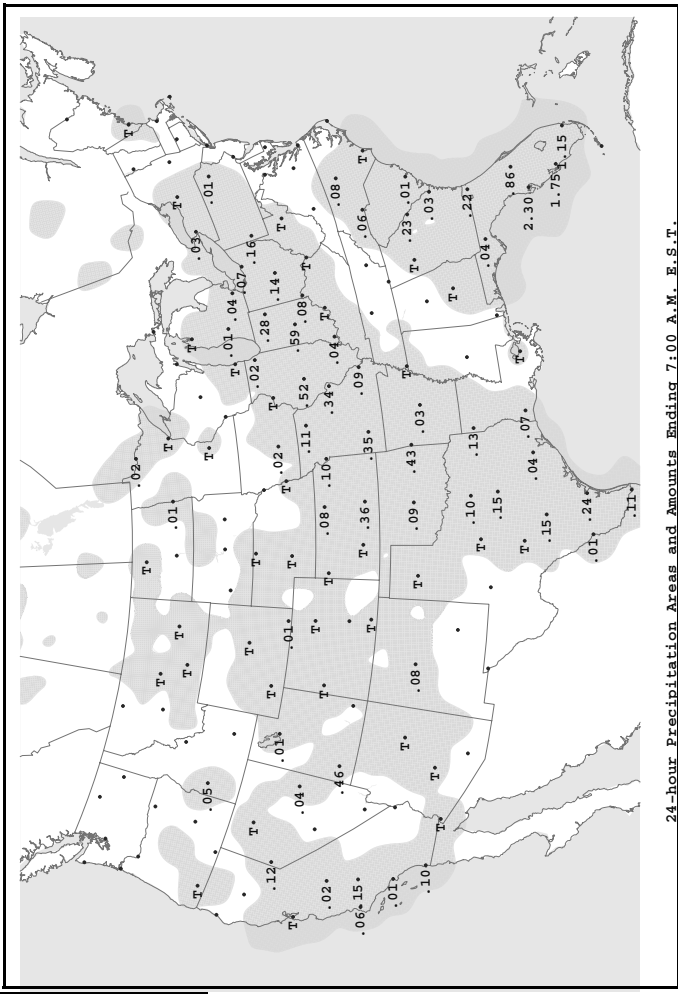 T
.02
T
T
T
.01
T
T
T
T
.03
T
.05
T
.01
.01
.04
T
.07
T
.16
T
.02
T
.28
.12
T
T
.14
.02
.01
T
T
.01
T
T
.59
.04
.08
.52
.11
T
T
.08
T
T
.02
.10
T
.34
.04
.08
.46
.15
.09
.06
T
.06
T
.36
.35
T
.01
T
.01
T
.23
.43
.09
T
.08
T
.03
.10
.03
T
T
T
.22
.10
.13
T
.04
.15
.86
T
T
.07
2.30
.04
.15
1.75
1.15
.24
.01
.11
24-hour Precipitation Areas and Amounts Ending 7:00 A.M. E.S.T.